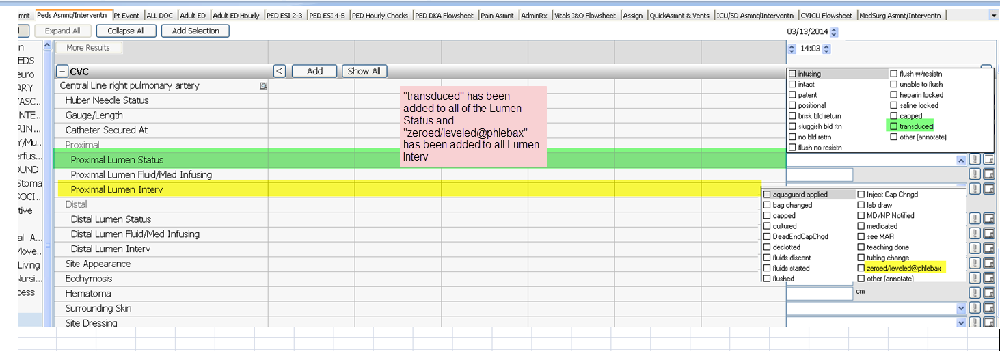 smnt Peds Asmnt/Interventn Pt Event ALL DOC Adult ED Adult ED Hourly PED ESI 2-3 PED ESI 4-5 PED Hourly Checks PED DKA Flowsheet Pain Asmnt AdminRx Vitals I&O Flowsheet Assign QuickAsmnt & Vents ICU/SD Asmnt/Interventn CVICU Flowsheet MedSurg Asmnt/Interventn
Expand All Collapse All Add Selection
03/13/2014
14:03
on
EDS
euro
ARY
/ASC...
NTE...
RIN...
Y/Mu...
erfus...
OUND
Stoma
SOCI...
tive
al A...
Move...
Living
Nursi...
cess
More Results
CVC < Add Show All
Central Line right pulmonary artery
Huber Needle Status
Gauge/Length
Catheter Secured At
Proximal
Proximal Lumen Status
Proximal Lumen Fluid/Med Infusing
Proximal Lumen Interv
Distal
Distal Lumen Status
Distal Lumen Fluid/Med Infusing
Distal Lumen Interv
Site Appearance
Ecchymosis
Hematoma
Surrounding Skin
Site Dressing
"transduced" has been
added to all of the Lumen
Status and
"zeroed/leveled@phlebax"
has been added to all Lumen
Interv
infusing
intact
patent
positional
brisk bld return
sluggish bld rtn
no bld retrn
flush no resistn
flush w/resistn
unable to flush
heparin locked
saline locked
capped
transduced
other (annotate)
aquaguard applied
bag changed
capped
cultured
DeadEndCapChgd
declotted
fluids discont
fluids started
flushed
Inject Cap Chngd
lab draw
MD/NP Notified
medicated
see MAR
teaching done
tubing change
zeroed/leveled@phlebax
other (annotate)
cm